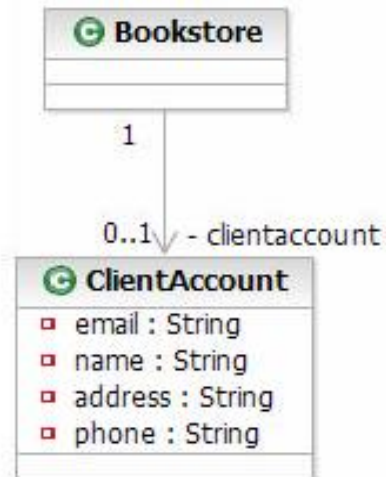 C Bookstore
1
0..1 - clientaccount
C ClientAccount
email : String
name : String
address : String
phone : String